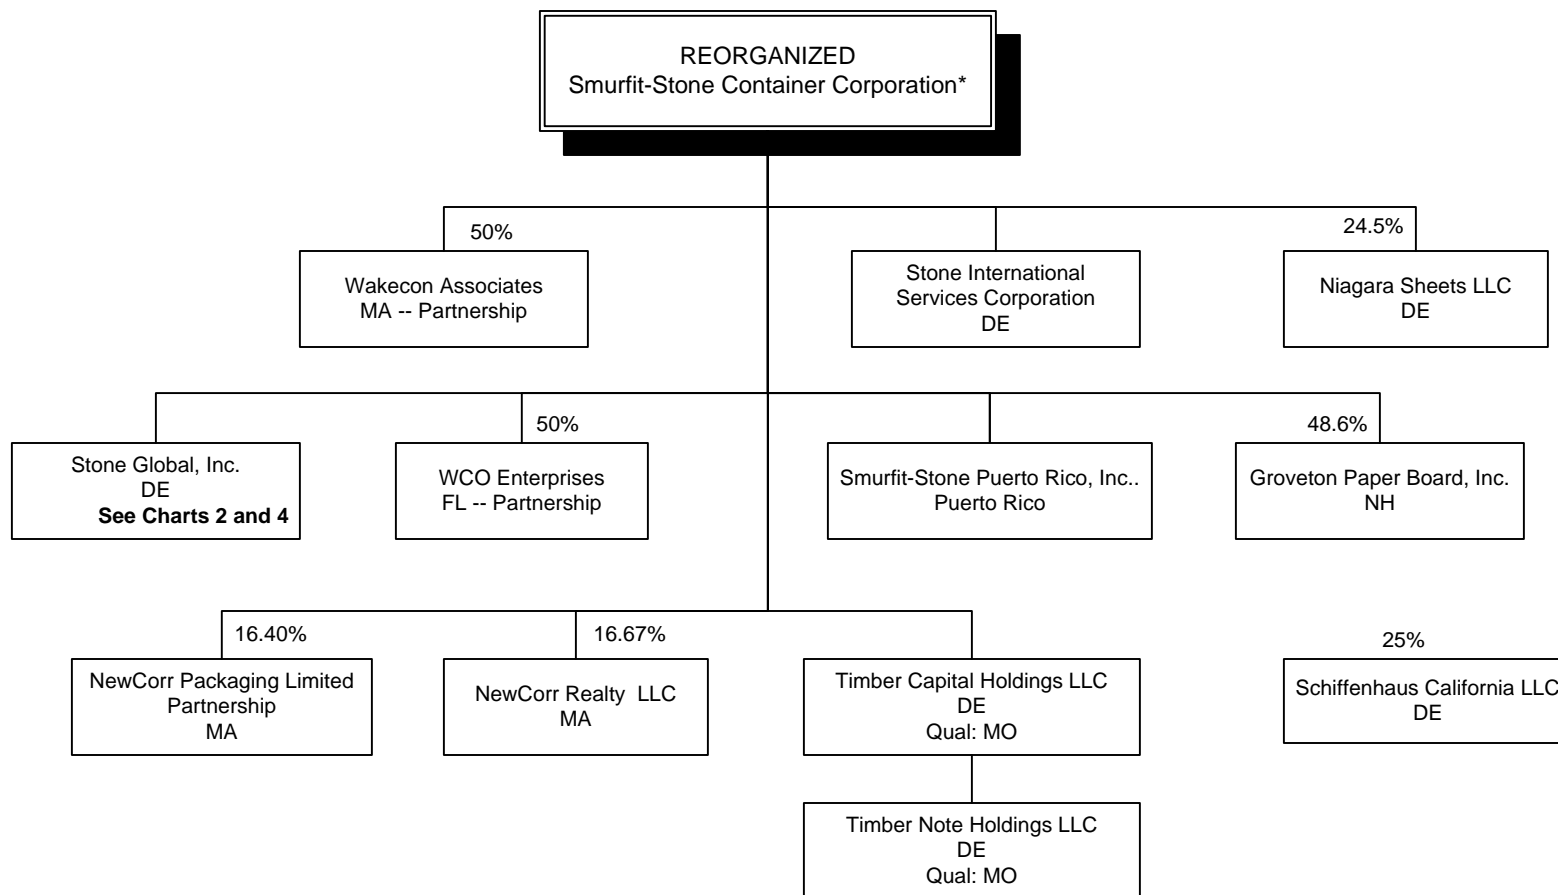 REORGANIZED
Smurfit-Stone Container Corporation*
50%
Wakecon Associates
MA -- Partnership
Stone International
Services Corporation
DE
24.5%
Niagara Sheets LLC
DE
Stone Global, Inc.
DE
See Charts 2 and 4
50%
WCO Enterprises
FL -- Partnership
Smurfit-Stone Puerto Rico, Inc..
Puerto Rico
48.6%
Groveton Paper Board, Inc.
NH
16.40%
NewCorr Packaging Limited
Partnership
MA
16.67%
NewCorr Realty  LLC
MA
Timber Capital Holdings LLC
DE
Qual: MO
25%
Schiffenhaus California LLC
DE
Timber Note Holdings LLC
DE
Qual: MO